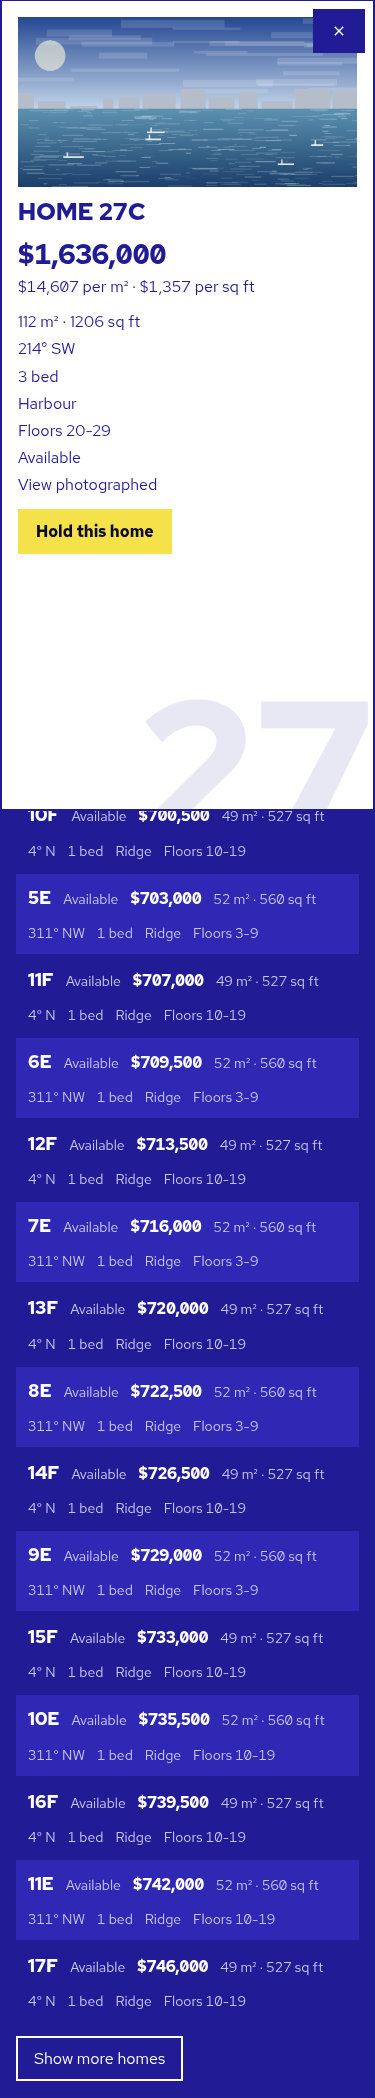 ×
HOME 27C
$1,636,000
$14,607 per m² · $1,357 per sq ft
112 m² · 1206 sq ft
214° SW
3 bed
Harbour
Floors 20-29
Available
View photographed
Hold this home
27
10F Available $700,500 49 m² · 527 sq ft
4° N 1 bed Ridge Floors 10-19
5E Available $703,000 52 m² · 560 sq ft
311° NW 1 bed Ridge Floors 3-9
11F Available $707,000 49 m² · 527 sq ft
4° N 1 bed Ridge Floors 10-19
6E Available $709,500 52 m² · 560 sq ft
311° NW 1 bed Ridge Floors 3-9
12F Available $713,500 49 m² · 527 sq ft
4° N 1 bed Ridge Floors 10-19
7E Available $716,000 52 m² · 560 sq ft
311° NW 1 bed Ridge Floors 3-9
13F Available $720,000 49 m² · 527 sq ft
4° N 1 bed Ridge Floors 10-19
8E Available $722,500 52 m² · 560 sq ft
311° NW 1 bed Ridge Floors 3-9
14F Available $726,500 49 m² · 527 sq ft
4° N 1 bed Ridge Floors 10-19
9E Available $729,000 52 m² · 560 sq ft
311° NW 1 bed Ridge Floors 3-9
15F Available $733,000 49 m² · 527 sq ft
4° N 1 bed Ridge Floors 10-19
10E Available $735,500 52 m² · 560 sq ft
311° NW 1 bed Ridge Floors 10-19
16F Available $739,500 49 m² · 527 sq ft
4° N 1 bed Ridge Floors 10-19
11E Available $742,000 52 m² · 560 sq ft
311° NW 1 bed Ridge Floors 10-19
17F Available $746,000 49 m² · 527 sq ft
4° N 1 bed Ridge Floors 10-19
Show more homes